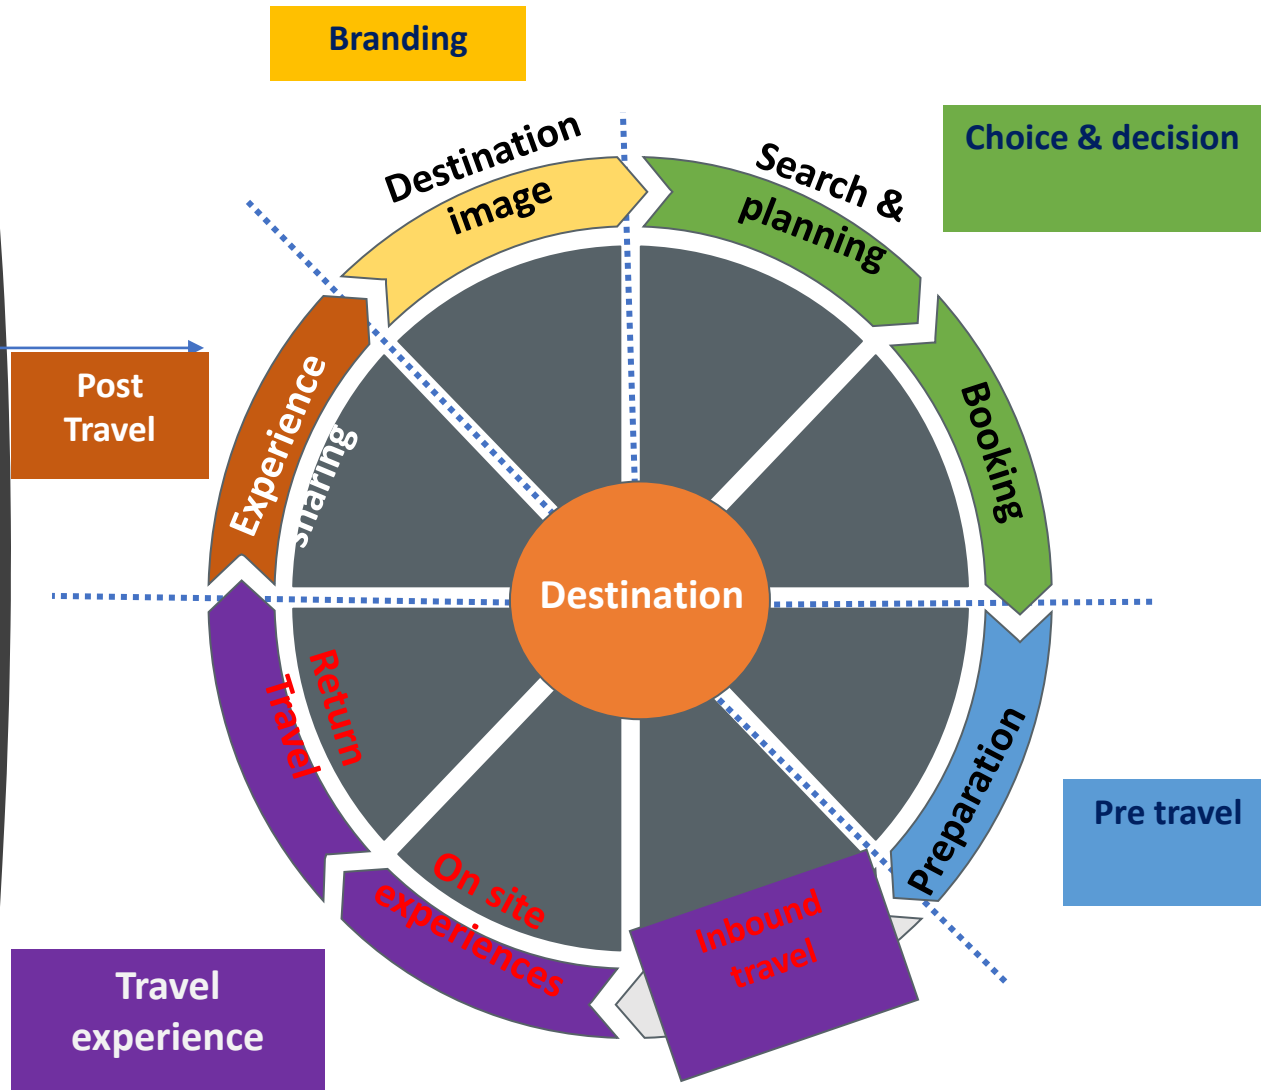 Branding
Destination
image
Search &
planning
Choice & decision
Booking
Preparation
Pre travel
Inbound
travel
On site
experiences
Travel
experience
Return
Travel
Experience
sharing
Post
Travel
Destination